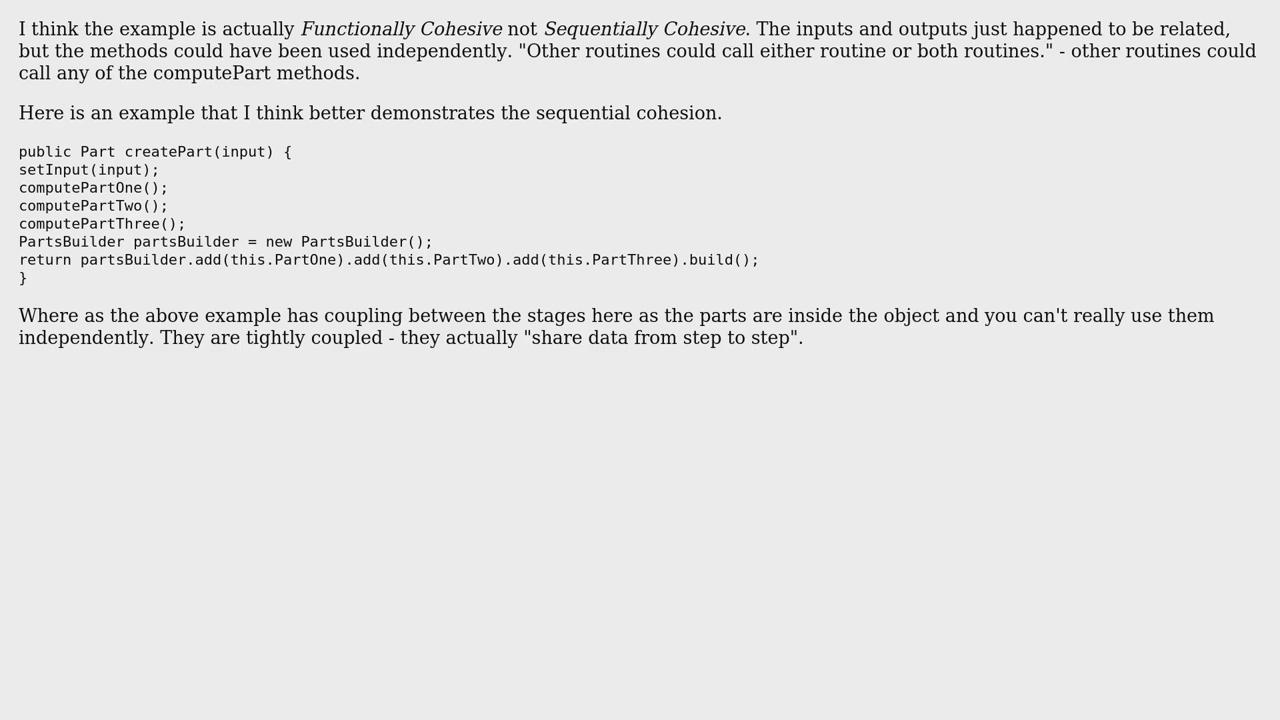 I think the example is actually Functionally Cohesive not Sequentially Cohesive. The inputs and outputs just happened to be related,
but the methods could have been used independently. "Other routines could call either routine or both routines." - other routines could
call any of the computePart methods.
Here is an example that I think better demonstrates the sequential cohesion.
public Part createPart(input) {
setInput(input);
computePartOne();
computePartTwo();
computePartThree();
PartsBuilder partsBuilder = new PartsBuilder();
return partsBuilder.add(this.PartOne).add(this.PartTwo).add(this.PartThree).build();
}
Where as the above example has coupling between the stages here as the parts are inside the object and you can't really use them
independently. They are tightly coupled - they actually "share data from step to step".